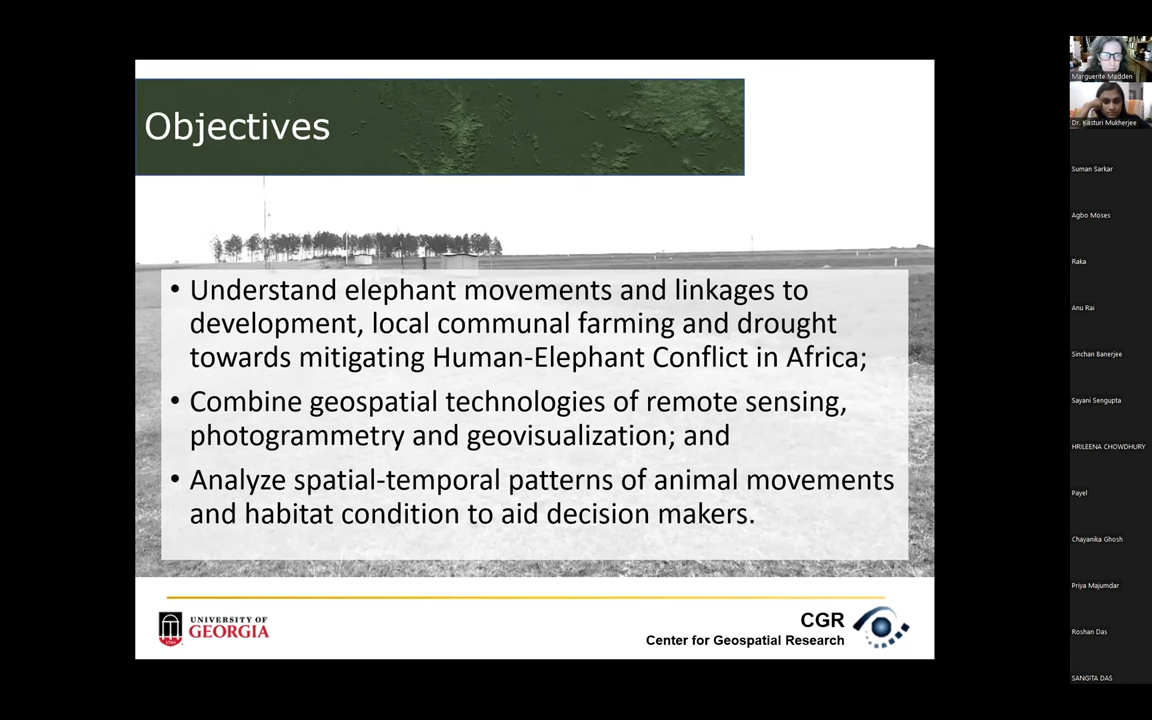 Objectives
• Understand elephant movements and linkages to
development, local communal farming and drought
towards mitigating Human-Elephant Conflict in Africa;
• Combine geospatial technologies of remote sensing,
photogrammetry and geovisualization; and
• Analyze spatial-temporal patterns of animal movements
and habitat condition to aid decision makers.
UNIVERSITY OF
GEORGIA
CGR
Center for Geospatial Research
Marguerite Madden
Dr. Kasturi Mukherjee
Suman Sarkar
Agbo Moses
Raka
Anu Rai
Sinchan Banerjee
Sayani Sengupta
HRILEENA CHOWDHURY
Payel
Chayanika Ghosh
Priya Majumdar
Roshan Das
SANGITA DAS